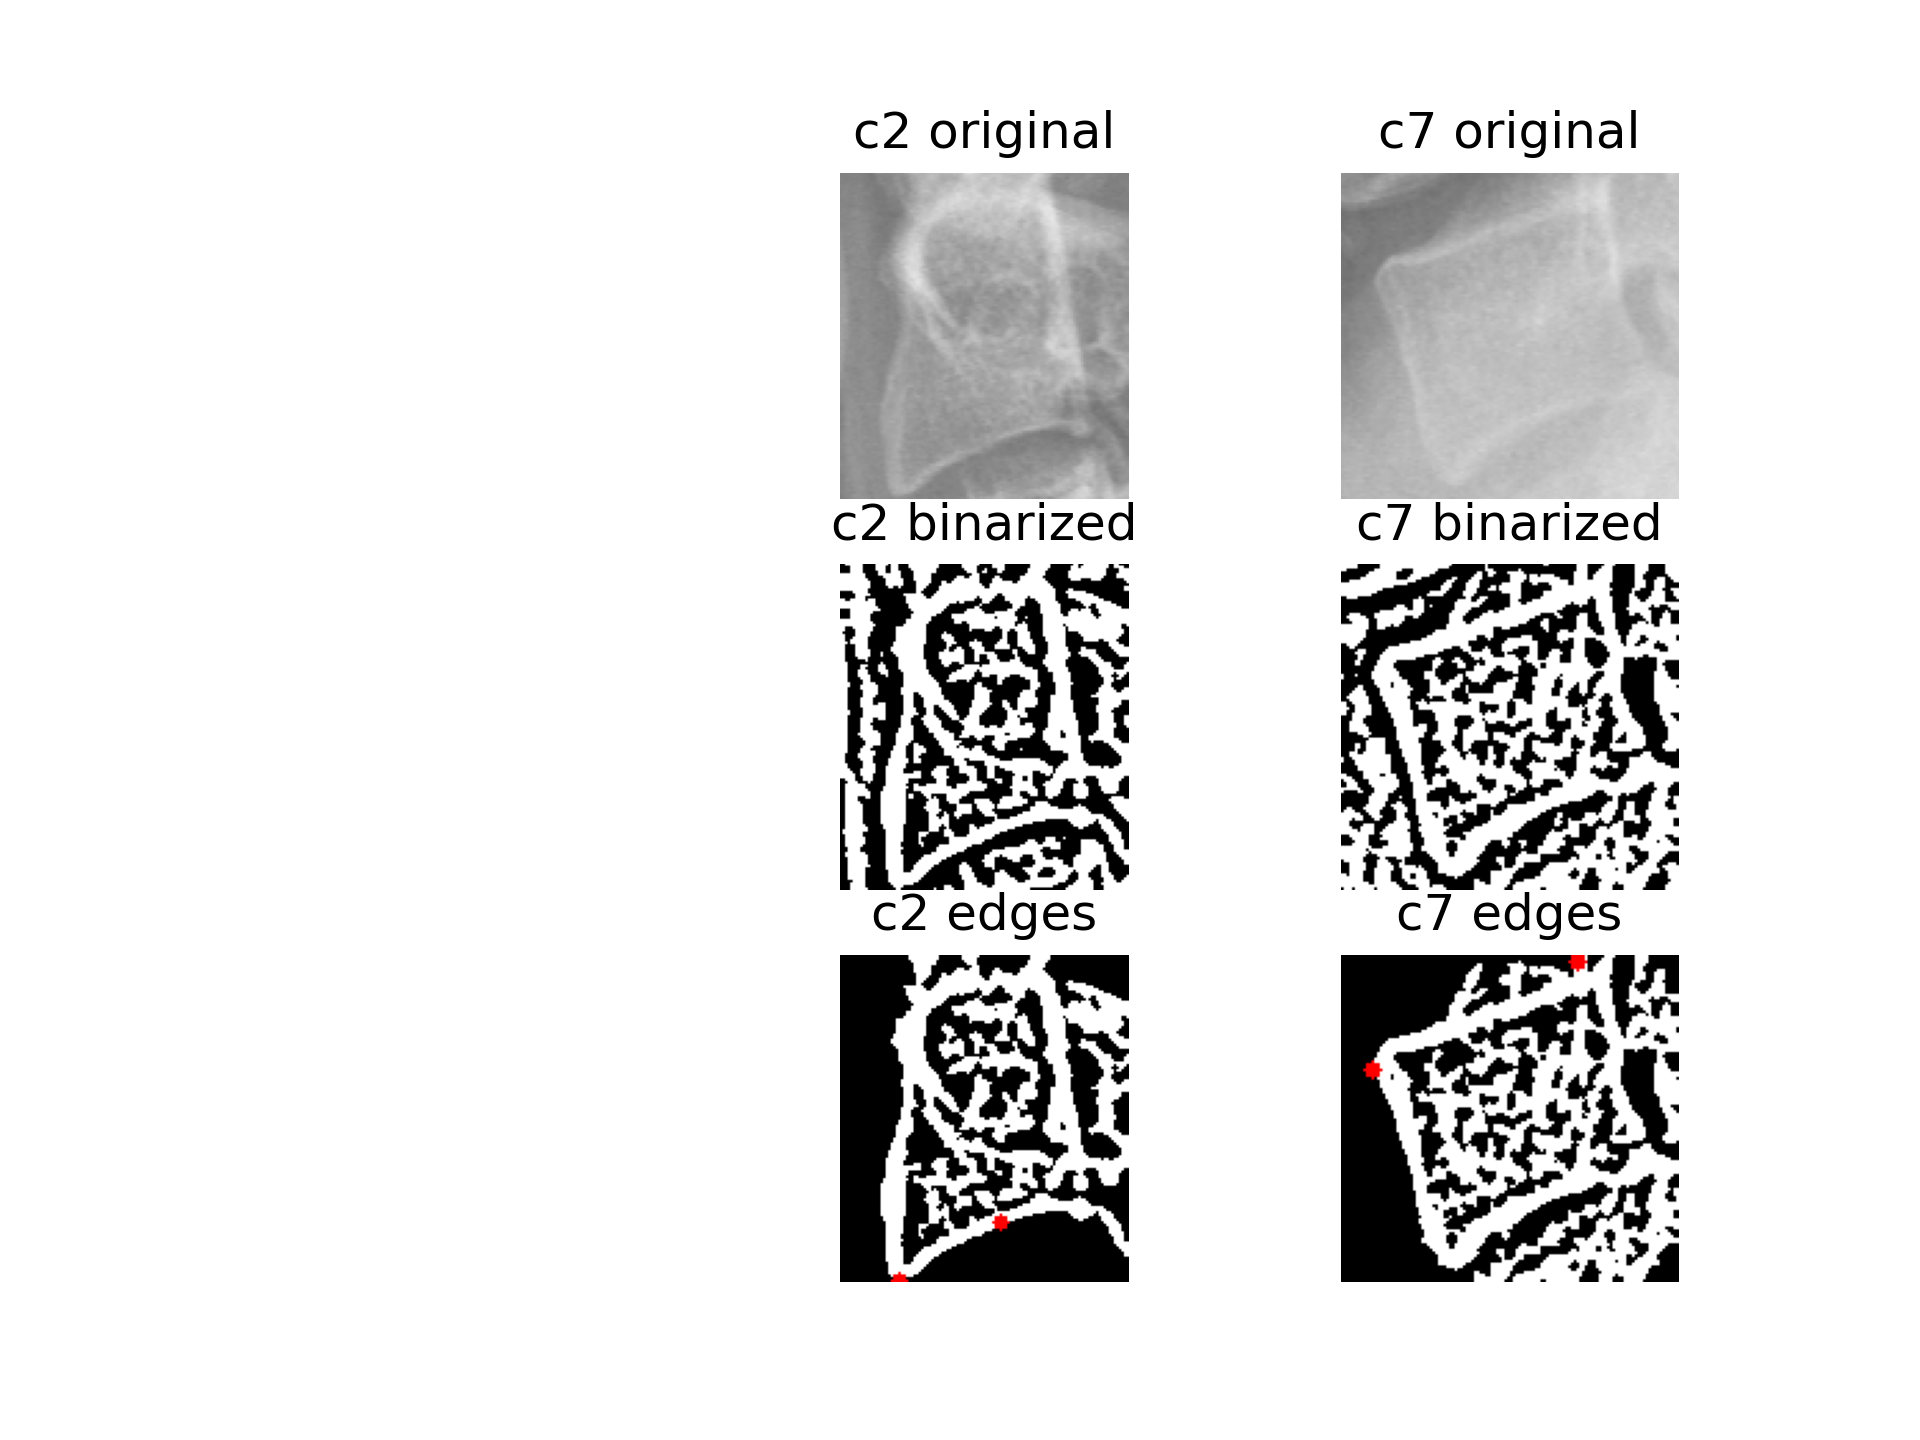 c2 original
c7 original
c2 binarized
c7 binarized
c2 edges
c7 edges